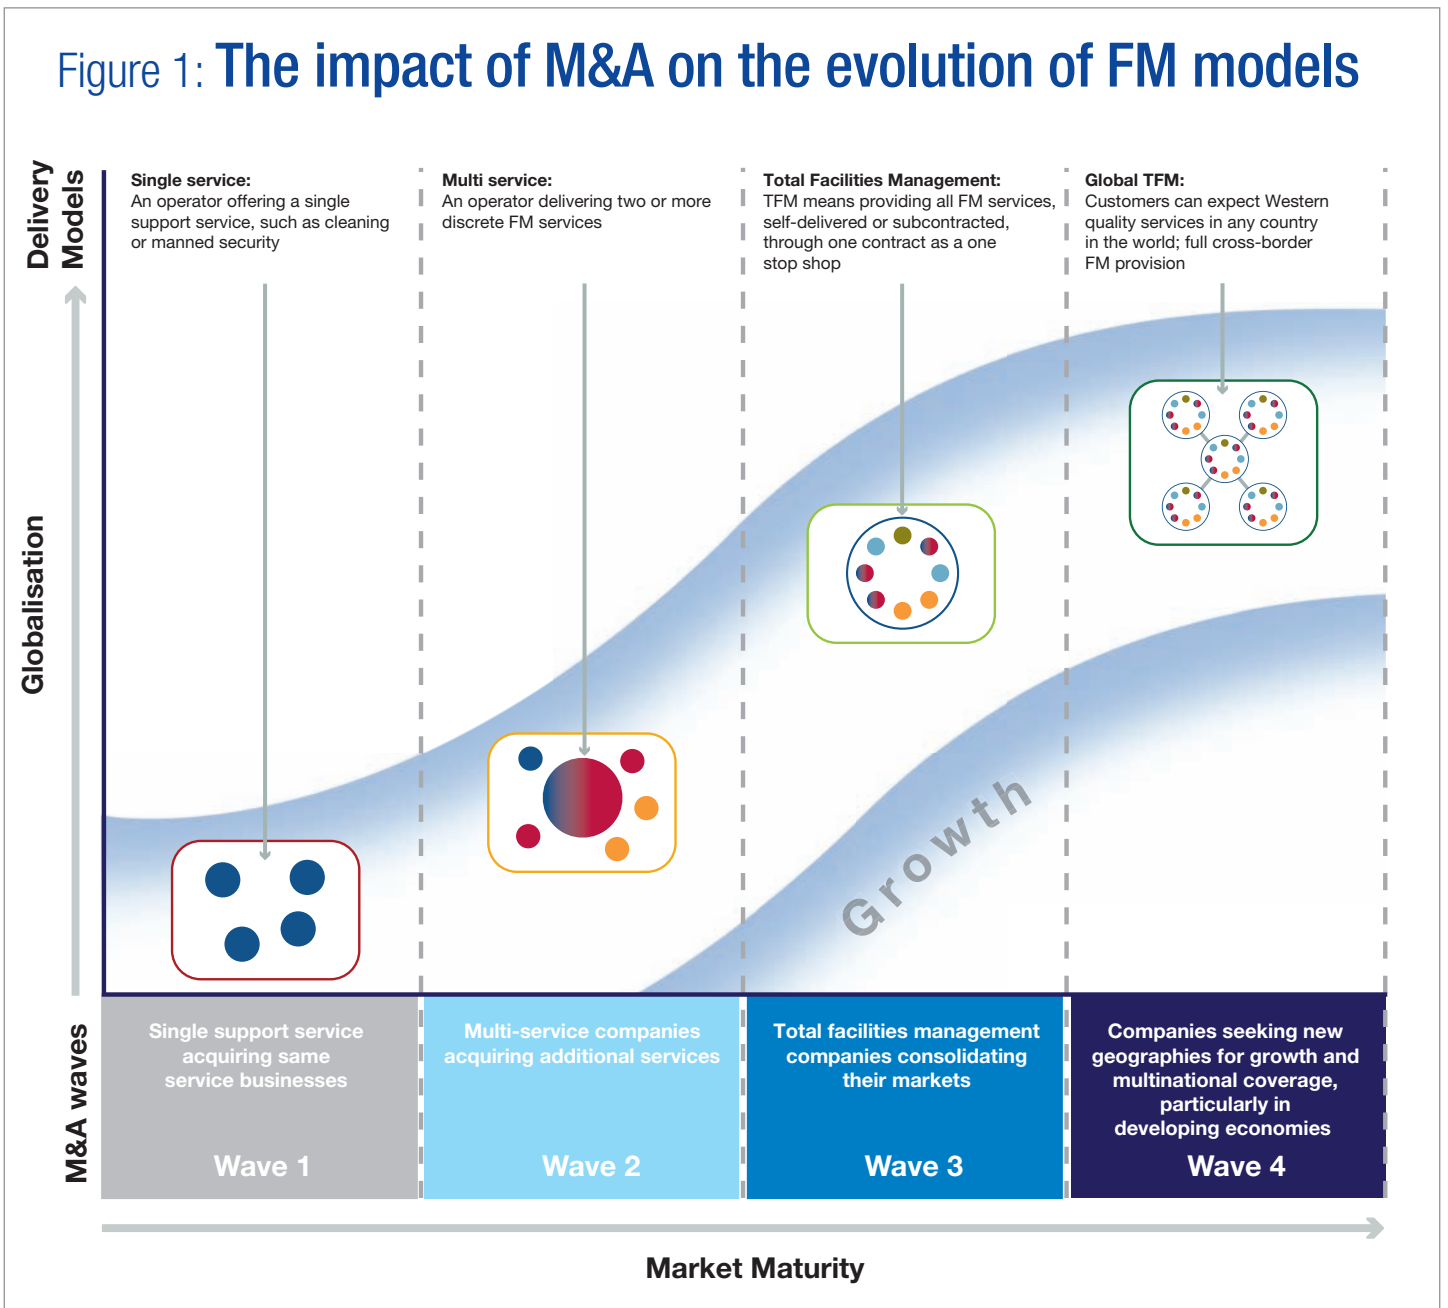 Figure 1: The impact of M&A on the evolution of FM models
Delivery
Models
Single service:
An operator offering a single
support service, such as cleaning
or manned security
Multi service:
An operator delivering two or more
discrete FM services
Total Facilities Management:
TFM means providing all FM services,
self-delivered or subcontracted,
through one contract as a one
stop shop
Global TFM:
Customers can expect Western
quality services in any country
in the world; full cross-border
FM provision
Globalisation
Growth
M&A waves
Single support service
acquiring same
service businesses
Wave 1
Multi-service companies
acquiring additional services
Wave 2
Total facilities management
companies consolidating
their markets
Wave 3
Companies seeking new
geographies for growth and
multinational coverage,
particularly in
developing economies
Wave 4
Market Maturity